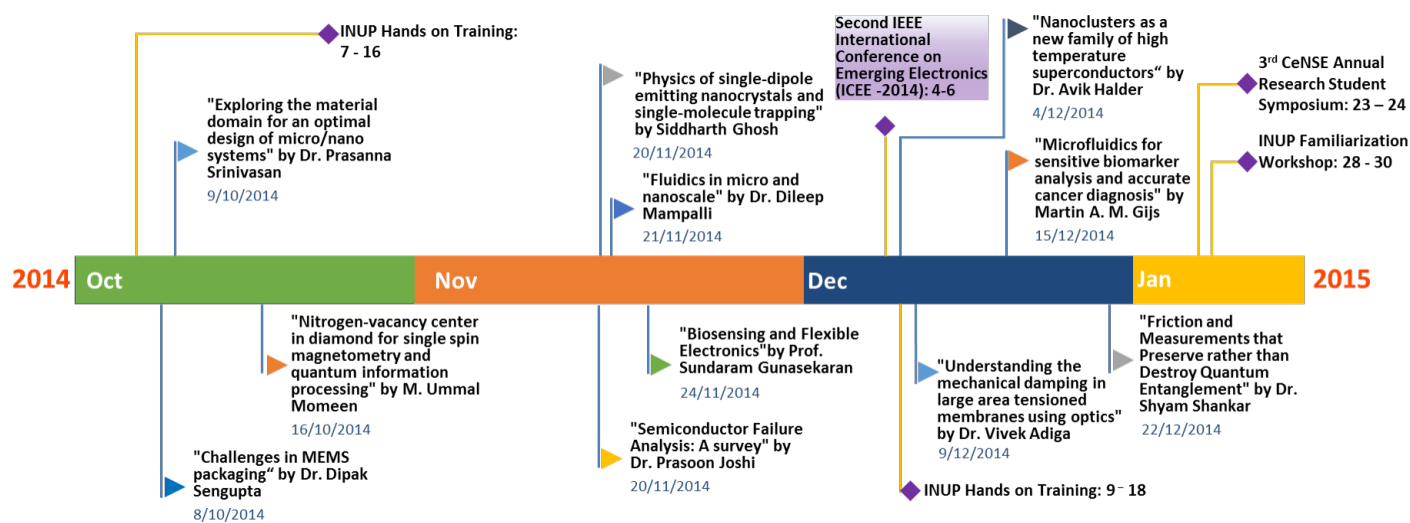 INUP Hands on Training:
7 - 16
"Exploring the material
domain for an optimal
design of micro/nano
systems" by Dr. Prasanna
Srinivasan
9/10/2014
"Physics of single-dipole
emitting nanocrystals and
single-molecule trapping"
by Siddharth Ghosh
20/11/2014
"Fluidics in micro and
nanoscale" by Dr. Dileep
Mampalli
21/11/2014
Second IEEE
International
Conference on
Emerging Electronics
(ICEE -2014): 4-6
"Nanoclusters as a
new family of high
temperature
superconductors“ by
Dr. Avik Halder
4/12/2014
"Microfluidics for
sensitive biomarker
analysis and accurate
cancer diagnosis" by
Martin A. M. Gijs
15/12/2014
3rd CeNSE Annual
Research Student
Symposium: 23 – 24
INUP Familiarization
Workshop: 28 - 30
2014 Oct Nov Dec Jan 2015
"Nitrogen-vacancy center
in diamond for single spin
magnetometry and
quantum information
processing" by M. Ummal
Momeen
16/10/2014
"Challenges in MEMS
packaging“ by Dr. Dipak
Sengupta
8/10/2014
"Biosensing and Flexible
Electronics"by Prof.
Sundaram Gunasekaran
24/11/2014
"Semiconductor Failure
Analysis: A survey" by
Dr. Prasoon Joshi
20/11/2014
"Understanding the
mechanical damping in
large area tensioned
membranes using optics"
by Dr. Vivek Adiga
9/12/2014
INUP Hands on Training: 9– 18
"Friction and
Measurements that
Preserve rather than
Destroy Quantum
Entanglement" by Dr.
Shyam Shankar
22/12/2014